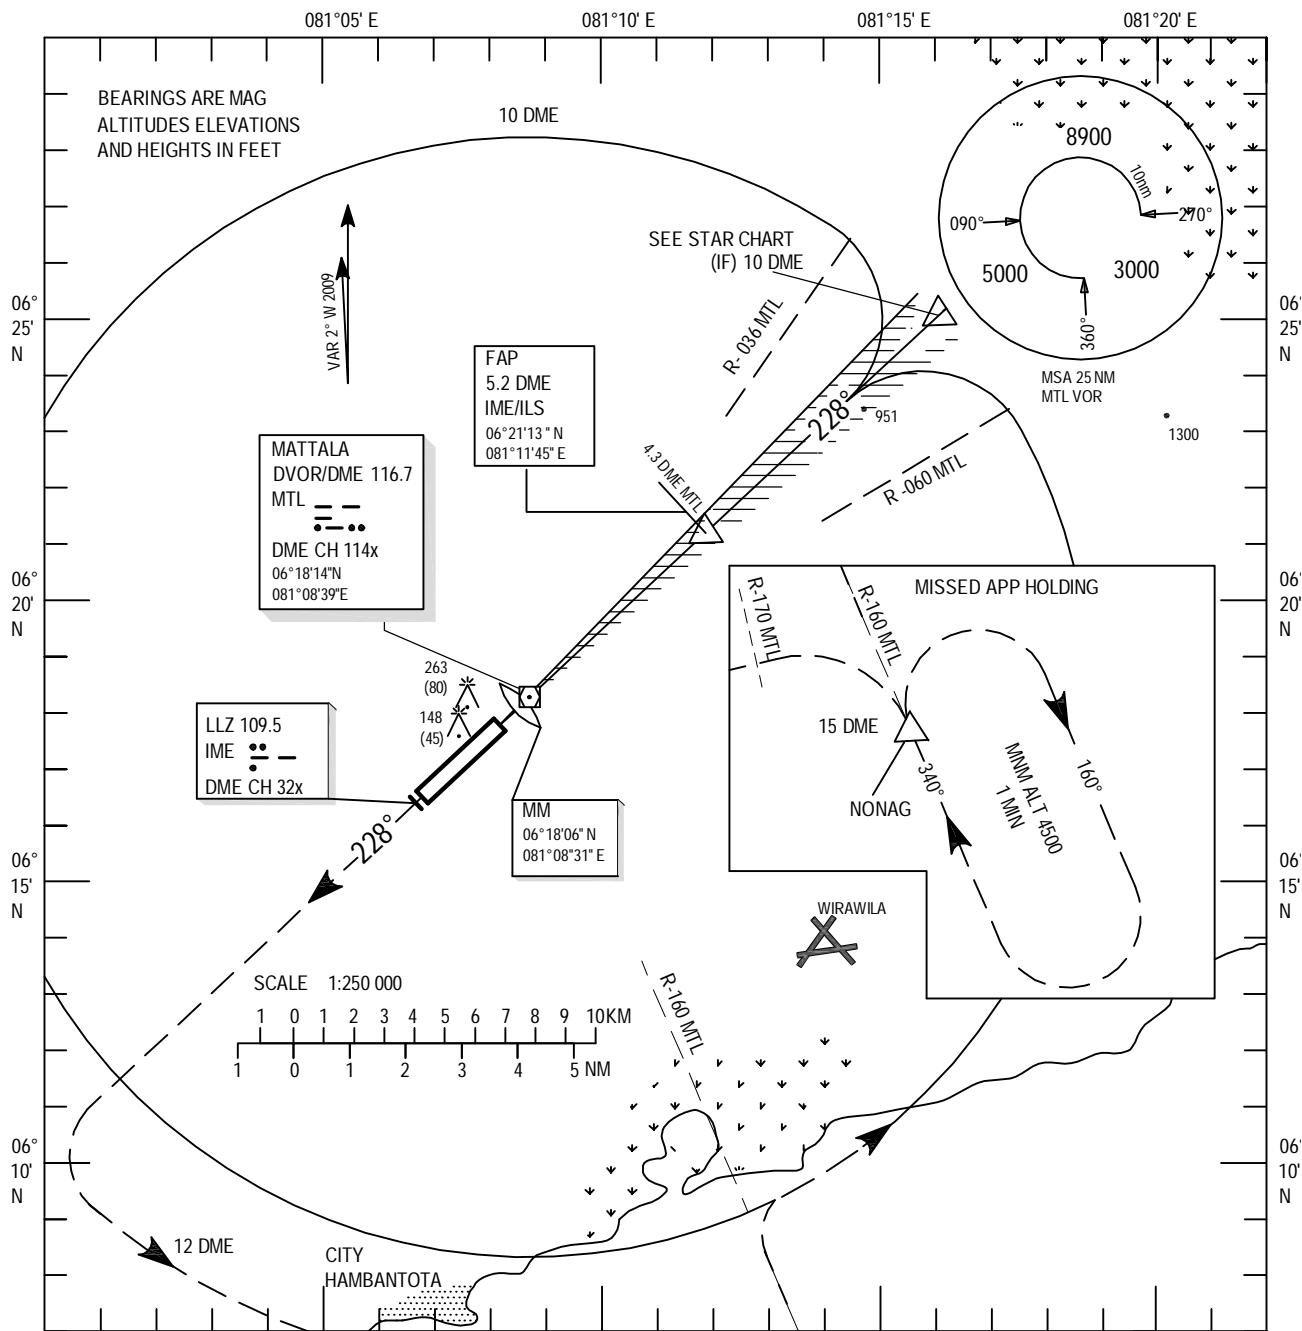 081°05' E
081°10' E
081°15' E
081°20' E
BEARINGS ARE MAG
ALTITUDES ELEVATIONS
AND HEIGHTS IN FEET
10 DME
8900
10nm
090°
270°
5000
3000
360°
MSA 25 NM
MTL VOR
SEE STAR CHART
(IF) 10 DME
VAR 2° W 2009
R- 036 MTL
06°
25'
N
06°
25'
N
FAP
5.2 DME
IME/ILS
06°21'13 " N
081°11'45" E
228°
951
1300
4.3 DME MTL
R -060 MTL
MATTALA
DVOR/DME 116.7
MTL
DME CH 114x
06°18'14"N
081°08'39"E
06°
20'
N
06°
20'
N
MISSED APP HOLDING
R-170 MTL
R-160 MTL
15 DME
NONAG
340°
160°
MNM ALT 4500
1 MIN
263
(80)
148
(45)
LLZ 109.5
IME
DME CH 32x
228°
MM
06°18'06" N
081°08"31" E
06°
15'
N
06°
15'
N
WIRAWILA
SCALE 1:250 000
1 0 1 2 3 4 5 6 7 8 9 10KM
1 0 1 2 3 4 5 NM
R-160 MTL
06°
10'
N
06°
10'
N
12 DME
CITY
HAMBANTOTA